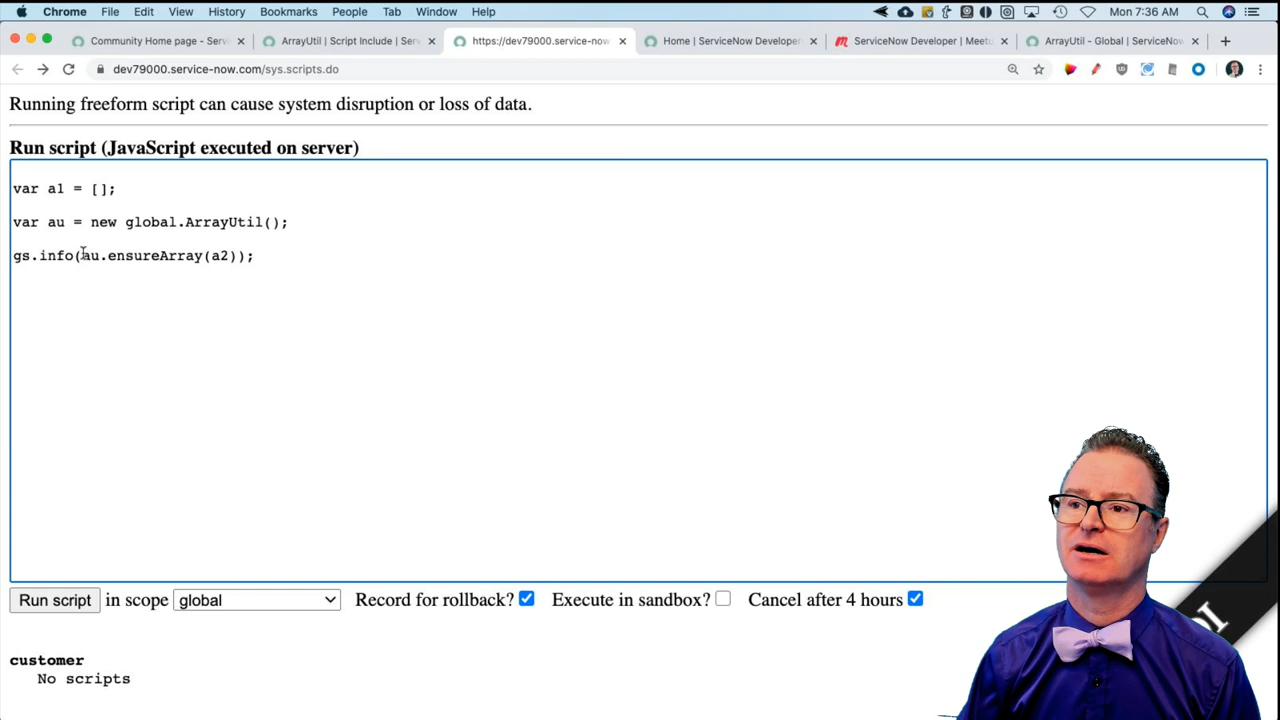 Chrome File Edit View History Bookmarks People Tab Window Help Mon 7:36 AM
Community Home page - Serv
ArrayUtil | Script Include | Serv
https://dev79000.service-now
Home | ServiceNow Developer
ServiceNow Developer | Meetu
ArrayUtil - Global | ServiceNow
dev79000.service-now.com/sys.scripts.do
Running freeform script can cause system disruption or loss of data.
Run script (JavaScript executed on server)
var a1 = [];
var au = new global.ArrayUtil();
gs.info(au.ensureArray(a2));
Run script in scope global Record for rollback? Execute in sandbox? Cancel after 4 hours
customer
No scripts